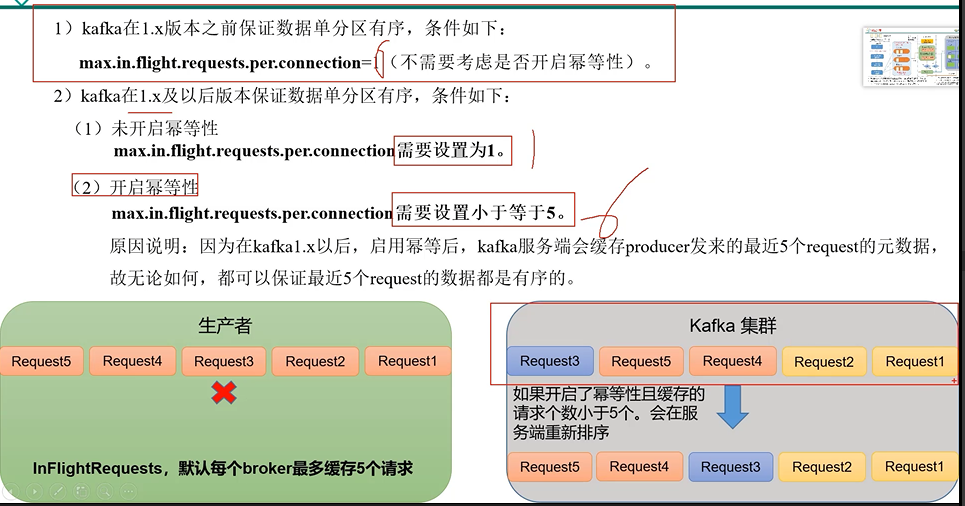 1）kafka在1.x版本之前保证数据单分区有序，条件如下：
max.in.flight.requests.per.connection=1（不需要考虑是否开启幂等性）。
2）kafka在1.x及以后版本保证数据单分区有序，条件如下：
（1）未开启幂等性
max.in.flight.requests.per.connection需要设置为1。
（2）开启幂等性
max.in.flight.requests.per.connection需要设置小于等于5。
原因说明：因为在kafka1.x以后，启用幂等后，kafka服务端会缓存producer发来的最近5个request的元数据，
故无论如何，都可以保证最近5个request的数据都是有序的。
生产者
Request5 Request4 Request3 Request2 Request1
InFlightRequests，默认每个broker最多缓存5个请求
Kafka 集群
Request3 Request5 Request4 Request2 Request1
如果开启了幂等性且缓存的
请求个数小于5个。会在服
务端重新排序
Request5 Request4 Request3 Request2 Request1